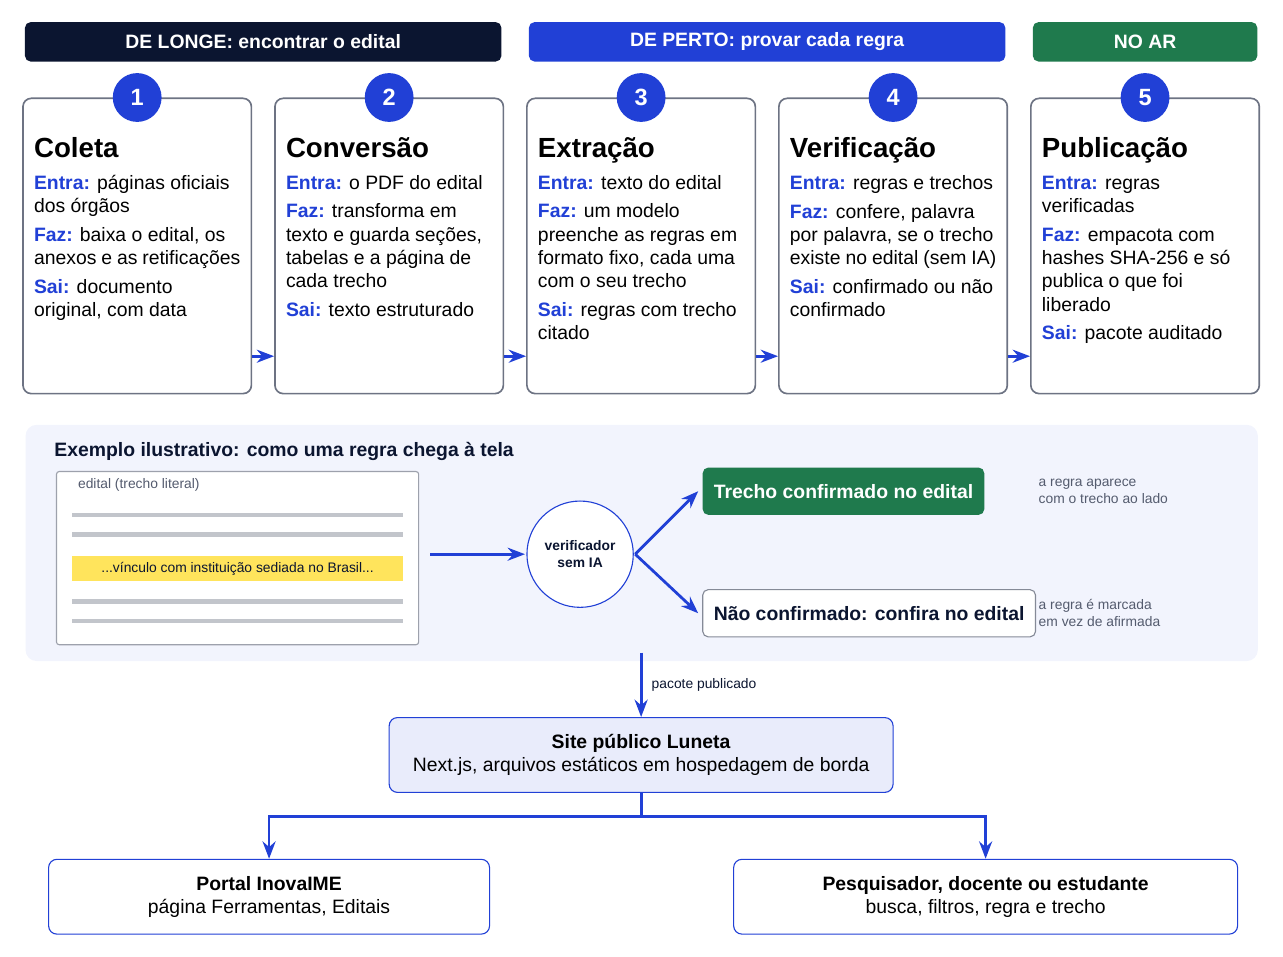 DE LONGE: encontrar o edital
DE PERTO: provar cada regra
NO AR
1
Coleta
Entra: páginas oficiais
dos órgãos
Faz: baixa o edital, os
anexos e as retificações
Sai: documento
original, com data
2
Conversão
Entra: o PDF do edital
Faz: transforma em
texto e guarda seções,
tabelas e a página de
cada trecho
Sai: texto estruturado
3
Extração
Entra: texto do edital
Faz: um modelo
preenche as regras em
formato fixo, cada uma
com o seu trecho
Sai: regras com trecho
citado
4
Verificação
Entra: regras e trechos
Faz: confere, palavra
por palavra, se o trecho
existe no edital (sem IA)
Sai: confirmado ou não
confirmado
5
Publicação
Entra: regras
verificadas
Faz: empacota com
hashes SHA-256 e só
publica o que foi
liberado
Sai: pacote auditado
Exemplo ilustrativo: como uma regra chega à tela
edital (trecho literal)
...vínculo com instituição sediada no Brasil...
verificador
sem IA
Trecho confirmado no edital
a regra aparece
com o trecho ao lado
Não confirmado: confira no edital
a regra é marcada
em vez de afirmada
pacote publicado
Site público Luneta
Next.js, arquivos estáticos em hospedagem de borda
Portal InovaIME
página Ferramentas, Editais
Pesquisador, docente ou estudante
busca, filtros, regra e trecho